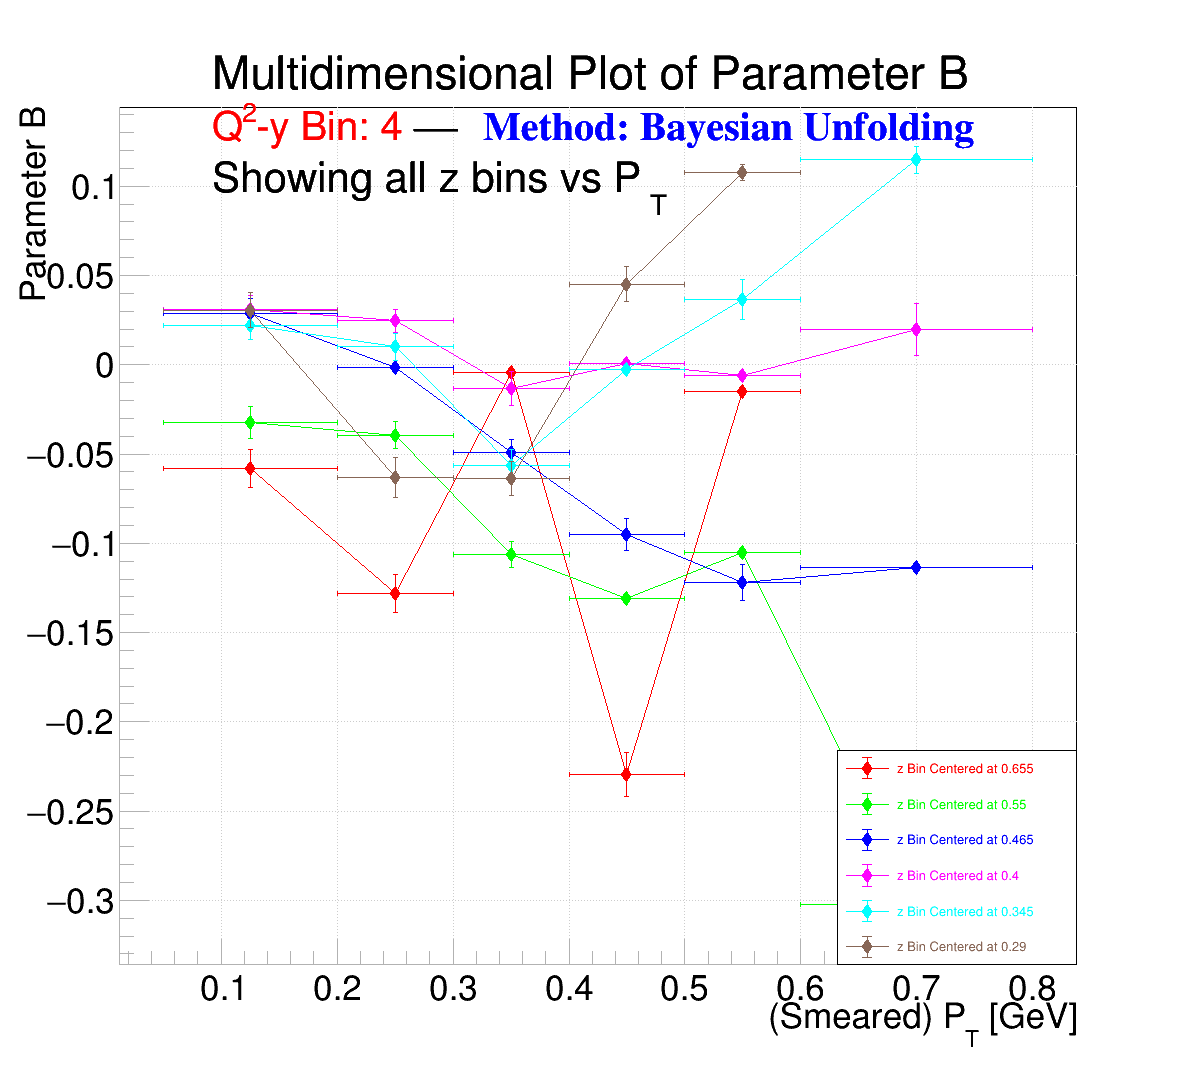 Multidimensional Plot of Parameter B
Q²-y Bin: 4 — Method: Bayesian Unfolding
Showing all z bins vs P_T
Parameter B
0.1
0.05
0
−0.05
−0.1
−0.15
−0.2
−0.25
−0.3
z Bin Centered at 0.655
z Bin Centered at 0.55
z Bin Centered at 0.465
z Bin Centered at 0.4
z Bin Centered at 0.345
z Bin Centered at 0.29
0.1 0.2 0.3 0.4 0.5 0.6 0.7 0.8
(Smeared) P_T [GeV]